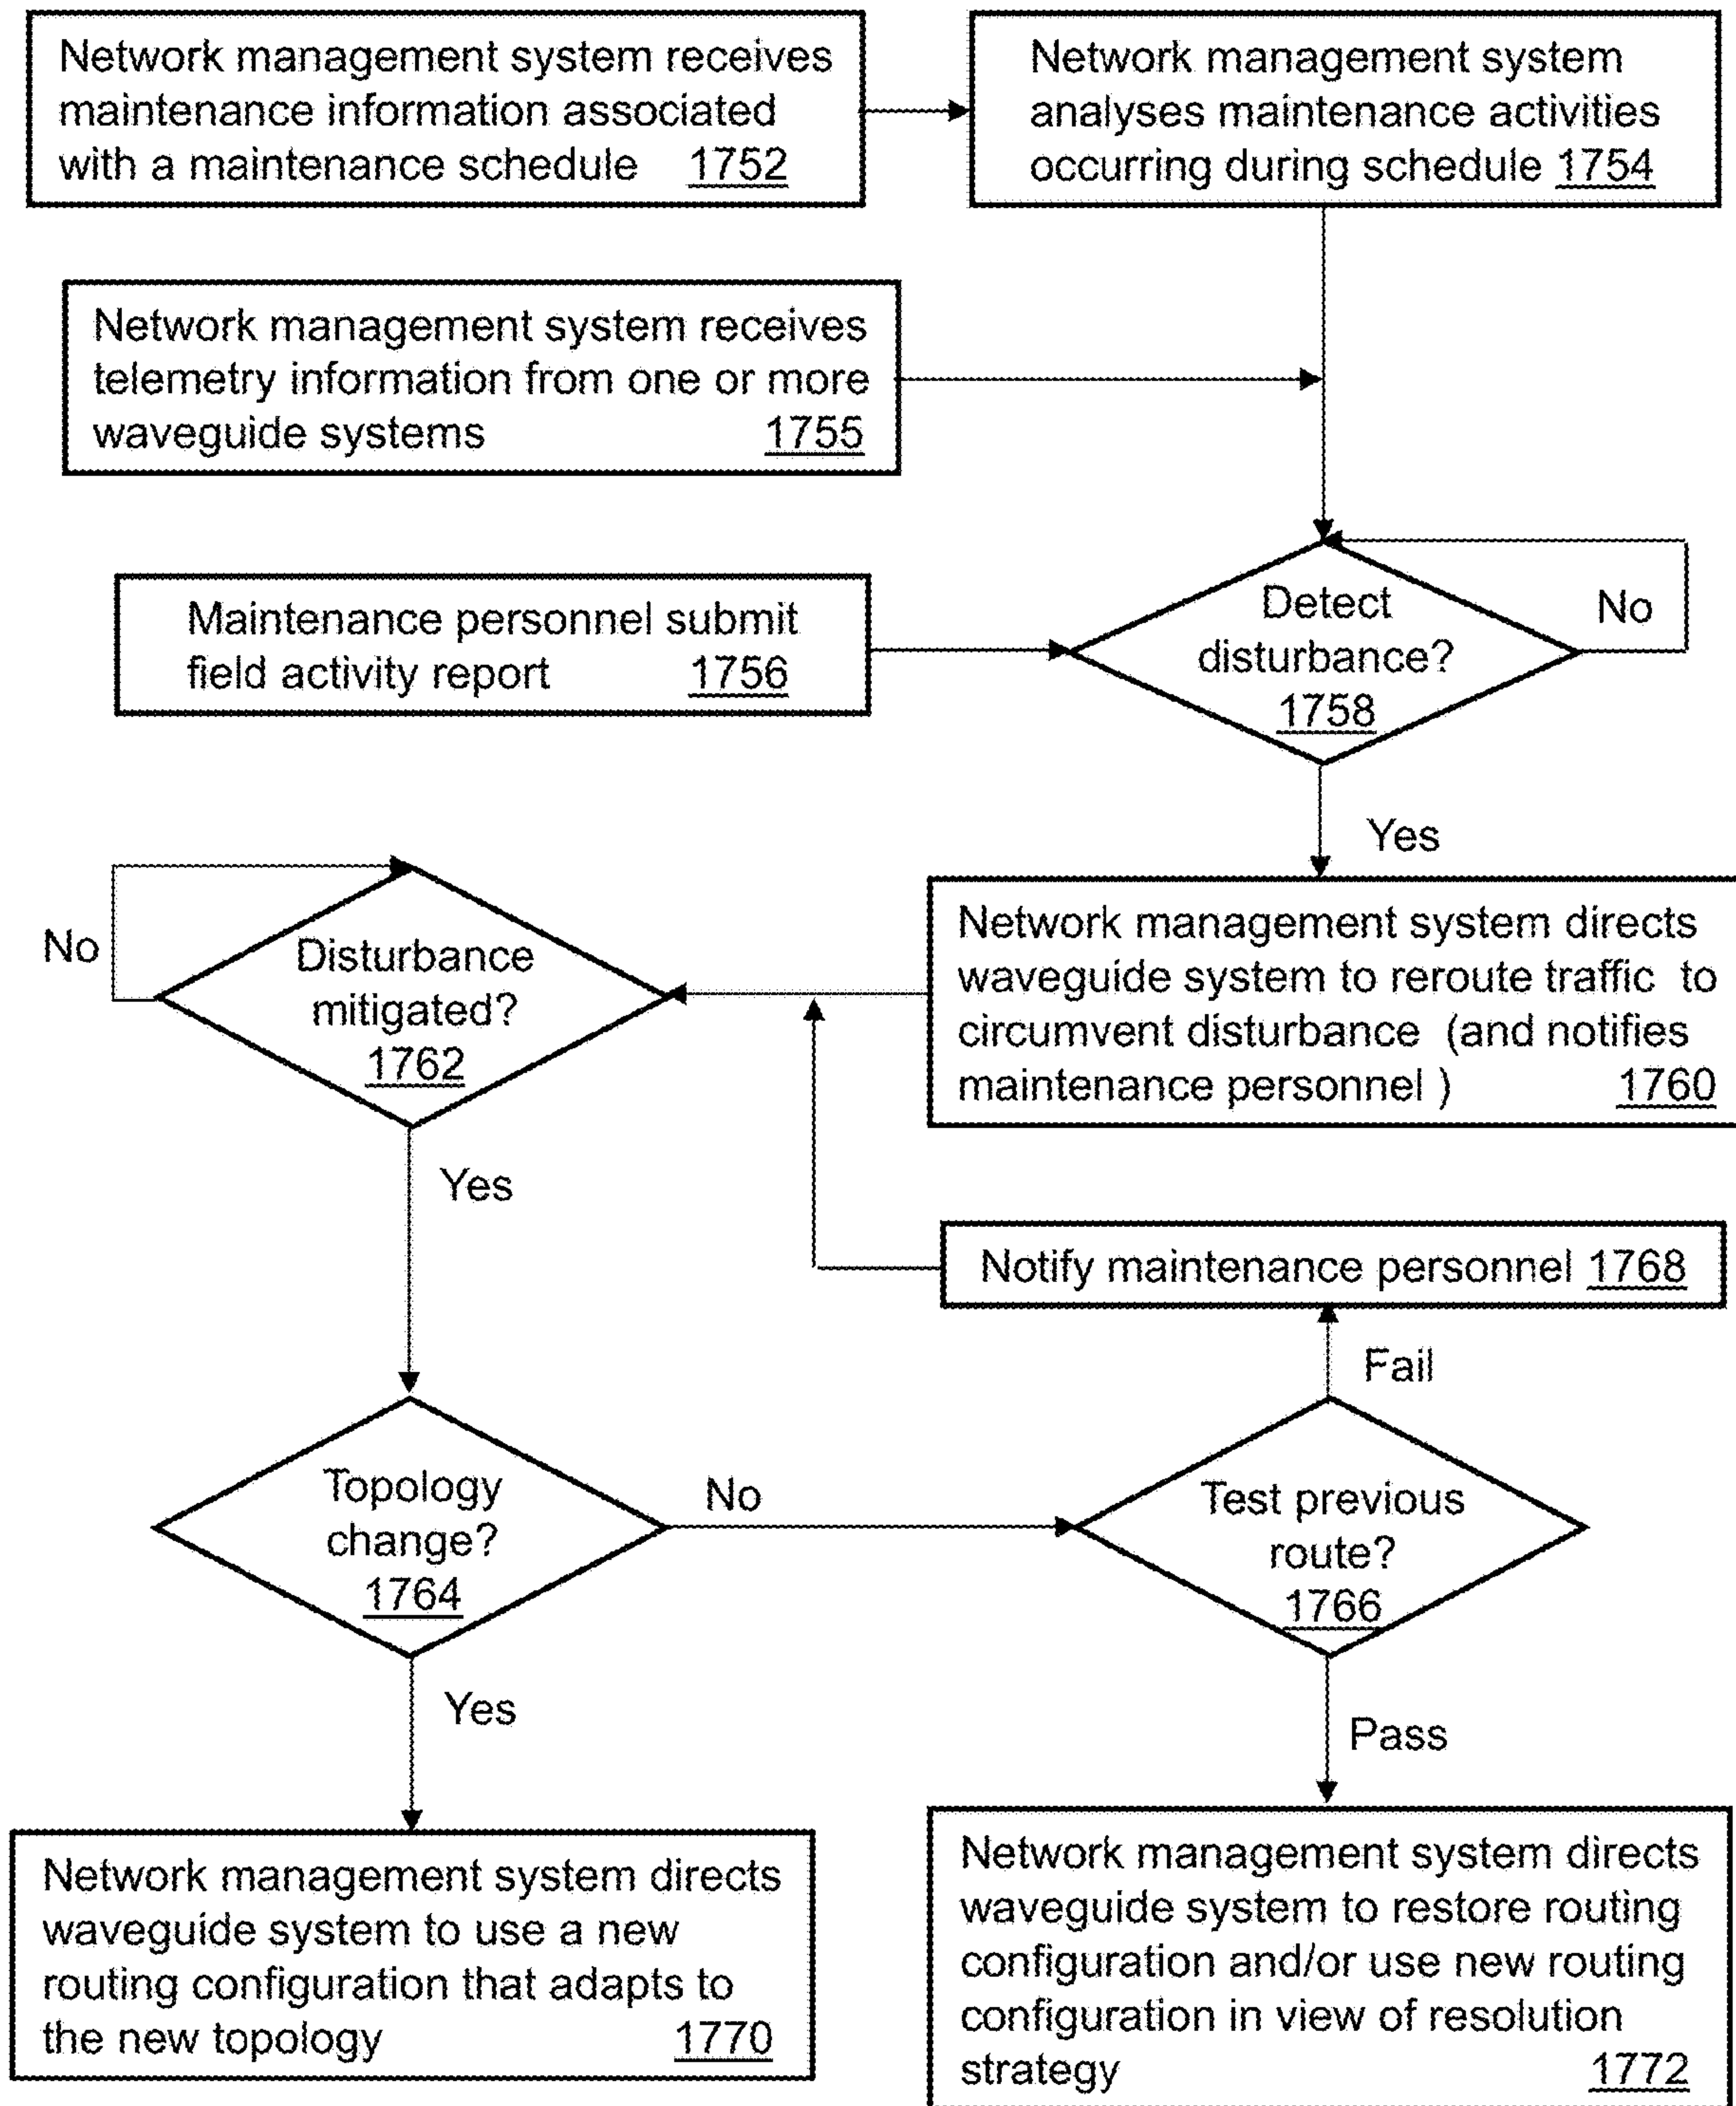 Network management system receives
maintenance information associated
with a maintenance schedule 1752
Network management system
analyses maintenance activities
occurring during schedule 1754
Network management system receives
telemetry information from one or more
waveguide systems 1755
Maintenance personnel submit
field activity report 1756
Detect
disturbance?
1758
No
Yes
Network management system directs
waveguide system to reroute traffic to
circumvent disturbance (and notifies
maintenance personnel ) 1760
No
Disturbance
mitigated?
1762
Yes
Notify maintenance personnel 1768
Fail
Topology
change?
1764
No
Test previous
route?
1766
Yes
Pass
Network management system directs
waveguide system to use a new
routing configuration that adapts to
the new topology 1770
Network management system directs
waveguide system to restore routing
configuration and/or use new routing
configuration in view of resolution
strategy 1772